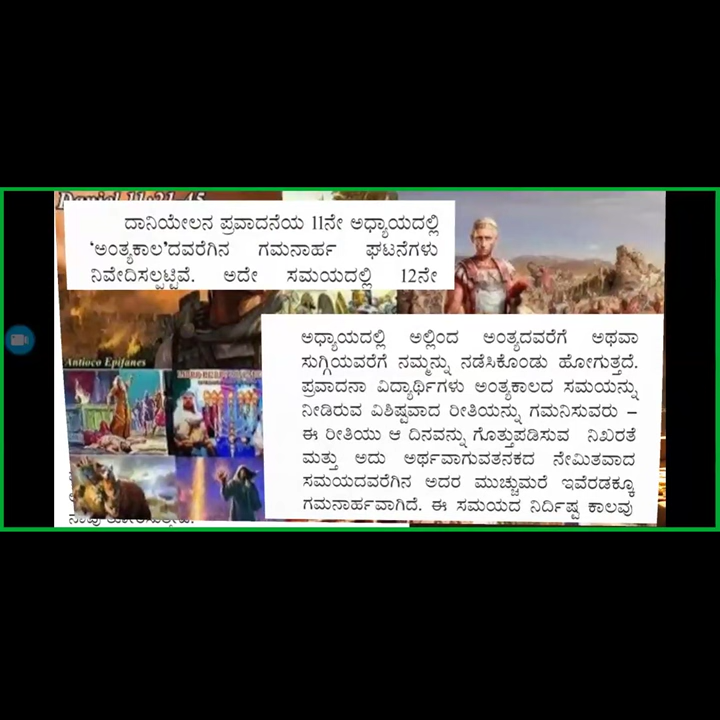 Daniel 11:21-45
ದಾನಿಯೇಲನ ಪ್ರವಾದನೆಯ 11ನೇ ಅಧ್ಯಾಯದಲ್ಲಿ
‘ಅಂತ್ಯಕಾಲ’ದವರೆಗಿನ ಗಮನಾರ್ಹ ಘಟನೆಗಳು
ನಿವೇದಿಸಲ್ಪಟ್ಟಿವೆ. ಅದೇ ಸಮಯದಲ್ಲಿ 12ನೇ
ಅಧ್ಯಾಯದಲ್ಲಿ ಅಲ್ಲಿಂದ ಅಂತ್ಯದವರೆಗೆ ಅಥವಾ
ಸುಗ್ಗಿಯವರೆಗೆ ನಮ್ಮನ್ನು ನಡೆಸಿಕೊಂಡು ಹೋಗುತ್ತದೆ.
ಪ್ರವಾದನಾ ವಿದ್ಯಾರ್ಥಿಗಳು ಅಂತ್ಯಕಾಲದ ಸಮಯನ್ನು
ನೀಡಿರುವ ವಿಶಿಷ್ಟವಾದ ರೀತಿಯನ್ನು ಗಮನಿಸುವರು –
ಈ ರೀತಿಯು ಆ ದಿನವನ್ನು ಗೊತ್ತುಪಡಿಸುವ ನಿಖರತೆ
ಮತ್ತು ಅದು ಅರ್ಥವಾಗುವತನಕದ ನೇಮಿತವಾದ
ಸಮಯದವರೆಗಿನ ಅದರ ಮುಚ್ಚುಮರೆ ಇವೆರಡಕ್ಕೂ
ಗಮನಾರ್ಹವಾಗಿದೆ. ಈ ಸಮಯದ ನಿರ್ದಿಷ್ಟ ಕಾಲವು
Antioco Epifanes